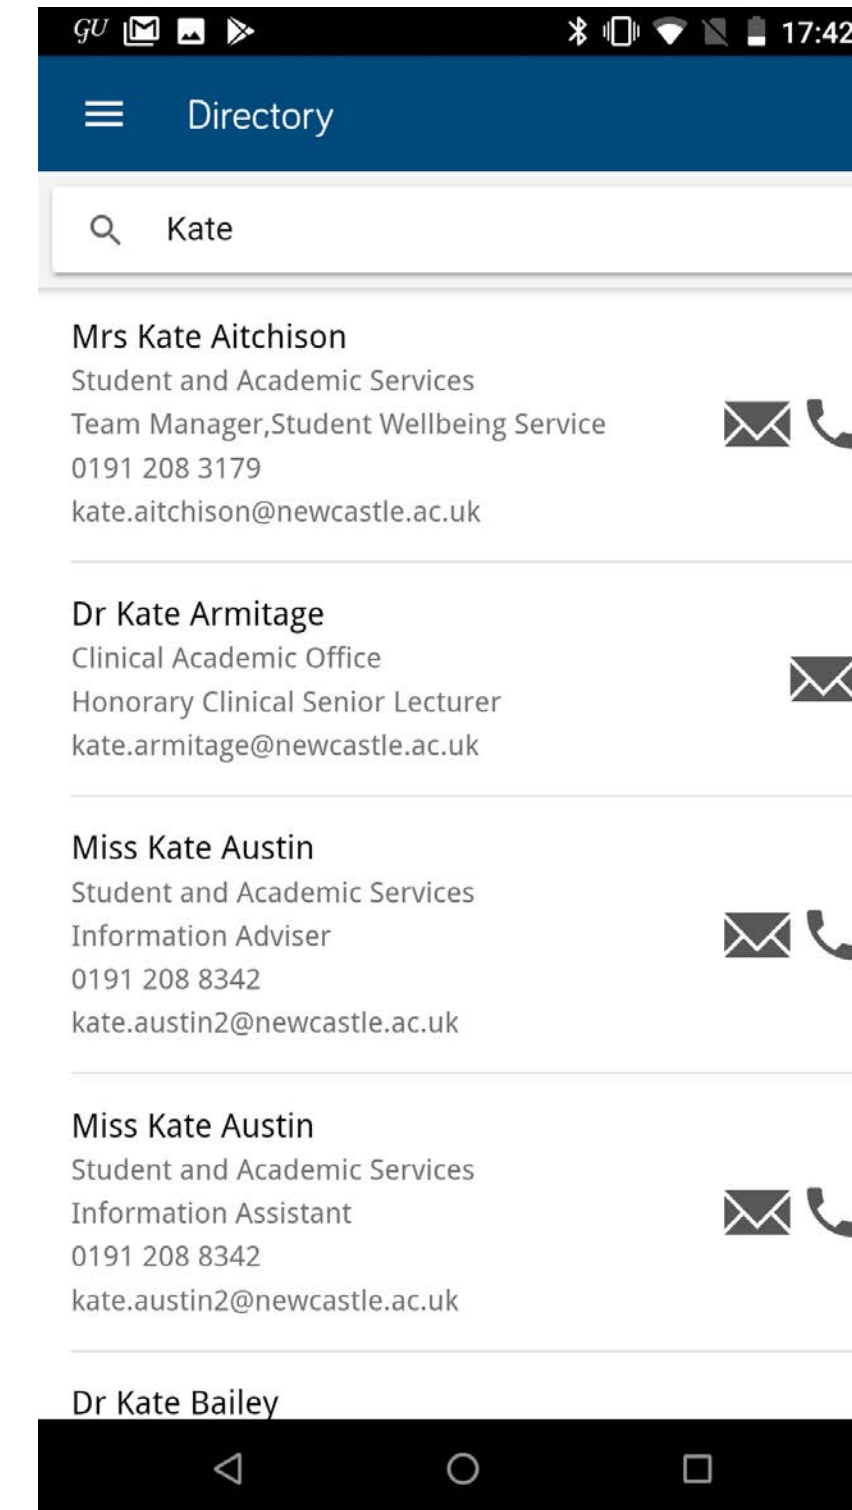 GU 17:42
Directory
Kate
Mrs Kate Aitchison
Student and Academic Services
Team Manager,Student Wellbeing Service
0191 208 3179
kate.aitchison@newcastle.ac.uk
Dr Kate Armitage
Clinical Academic Office
Honorary Clinical Senior Lecturer
kate.armitage@newcastle.ac.uk
Miss Kate Austin
Student and Academic Services
Information Adviser
0191 208 8342
kate.austin2@newcastle.ac.uk
Miss Kate Austin
Student and Academic Services
Information Assistant
0191 208 8342
kate.austin2@newcastle.ac.uk
Dr Kate Bailey